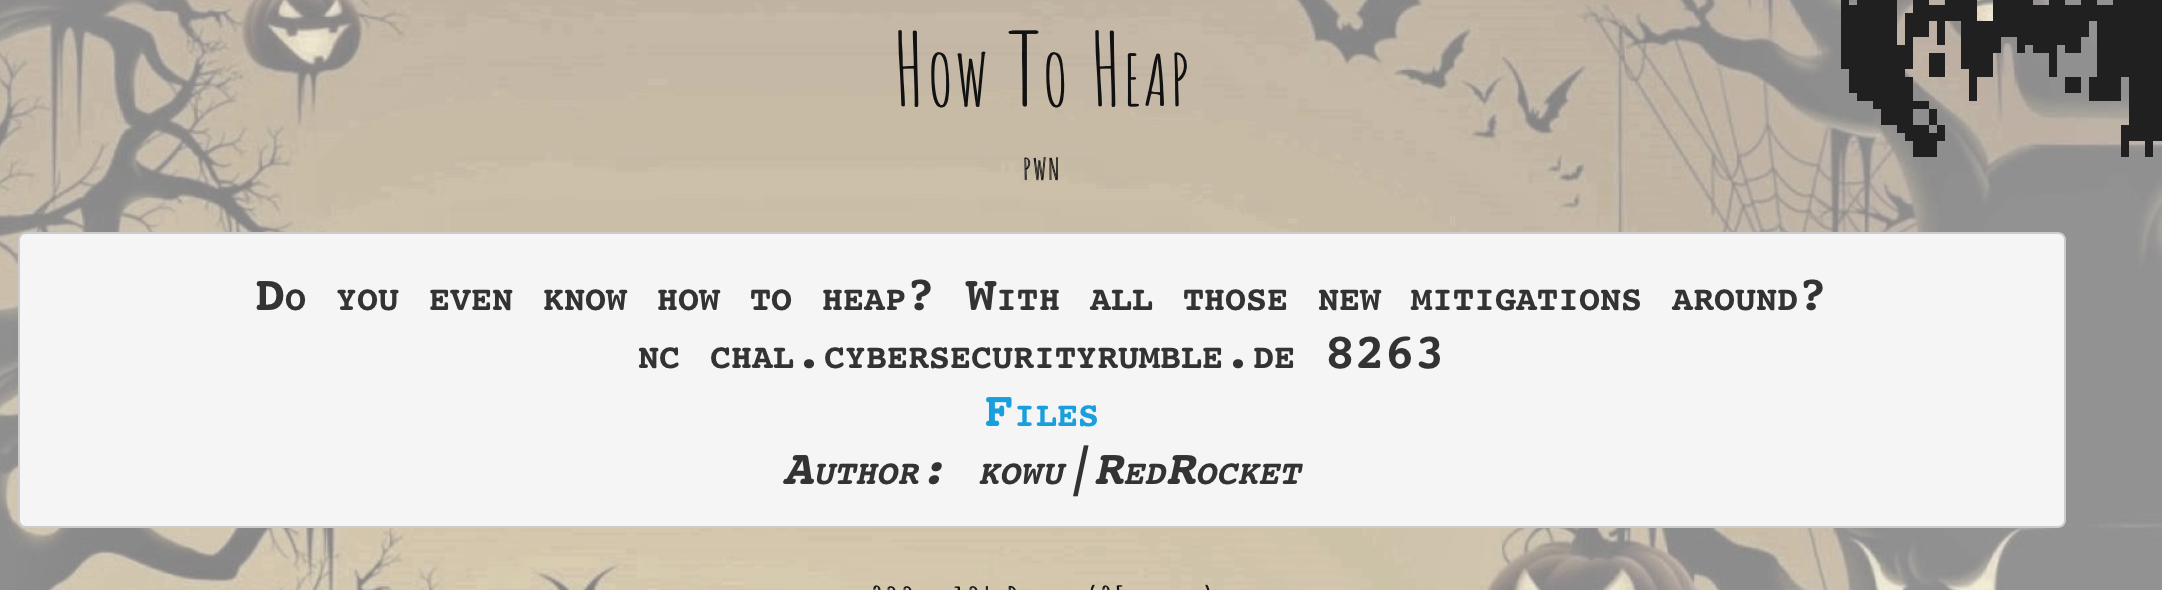 How To Heap
pwn
Do you even know how to heap? With all those new mitigations around?
nc chal.cybersecurityrumble.de 8263
Files
Author: kowu|RedRocket